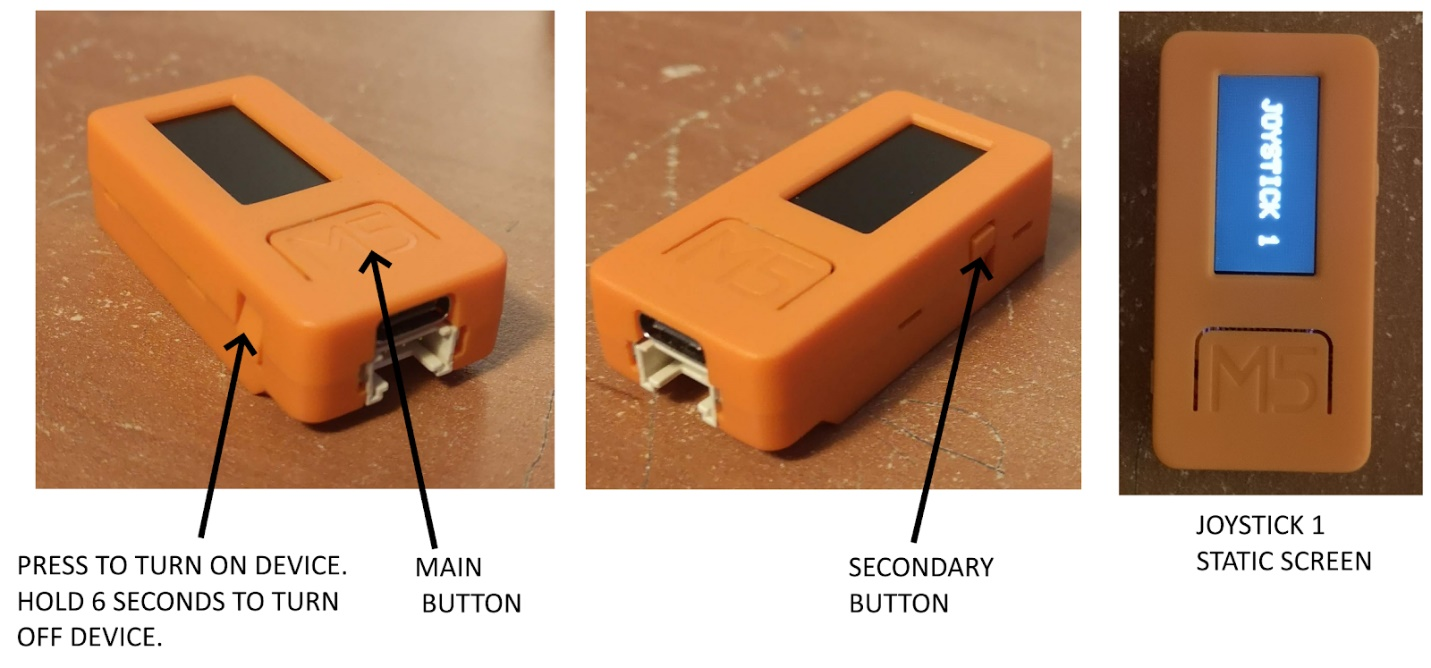 M5
M5
JOYSTICK 1
M5
PRESS TO TURN ON DEVICE.
HOLD 6 SECONDS TO TURN
OFF DEVICE.
MAIN
BUTTON
SECONDARY
BUTTON
JOYSTICK 1
STATIC SCREEN